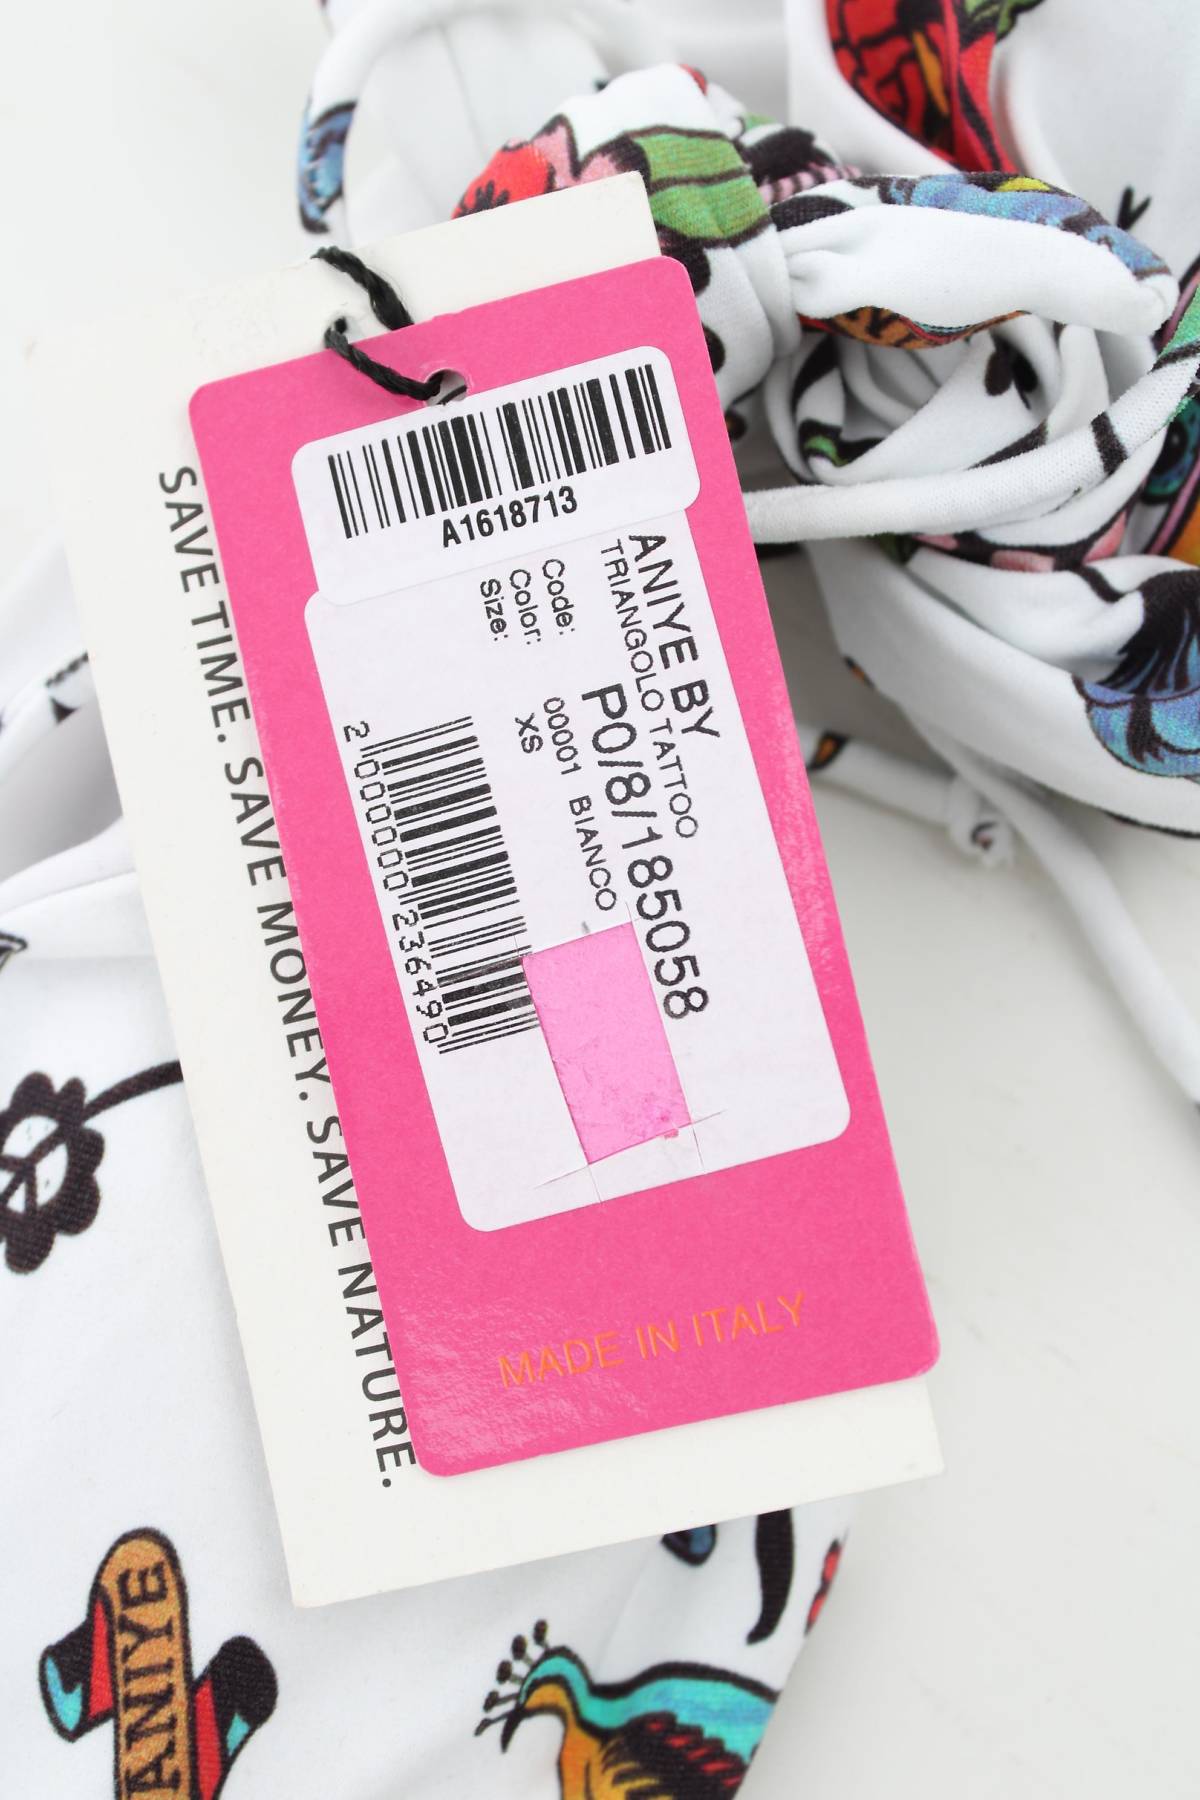 A1618713
ANIYE BY
TRIANGOLO TATTOO
Code: P0/8/185058
Color: 00001 BIANCO
Size: XS
2000000236490
MADE IN ITALY
SAVE TIME. SAVE MONEY. SAVE NATURE.
ANIYE